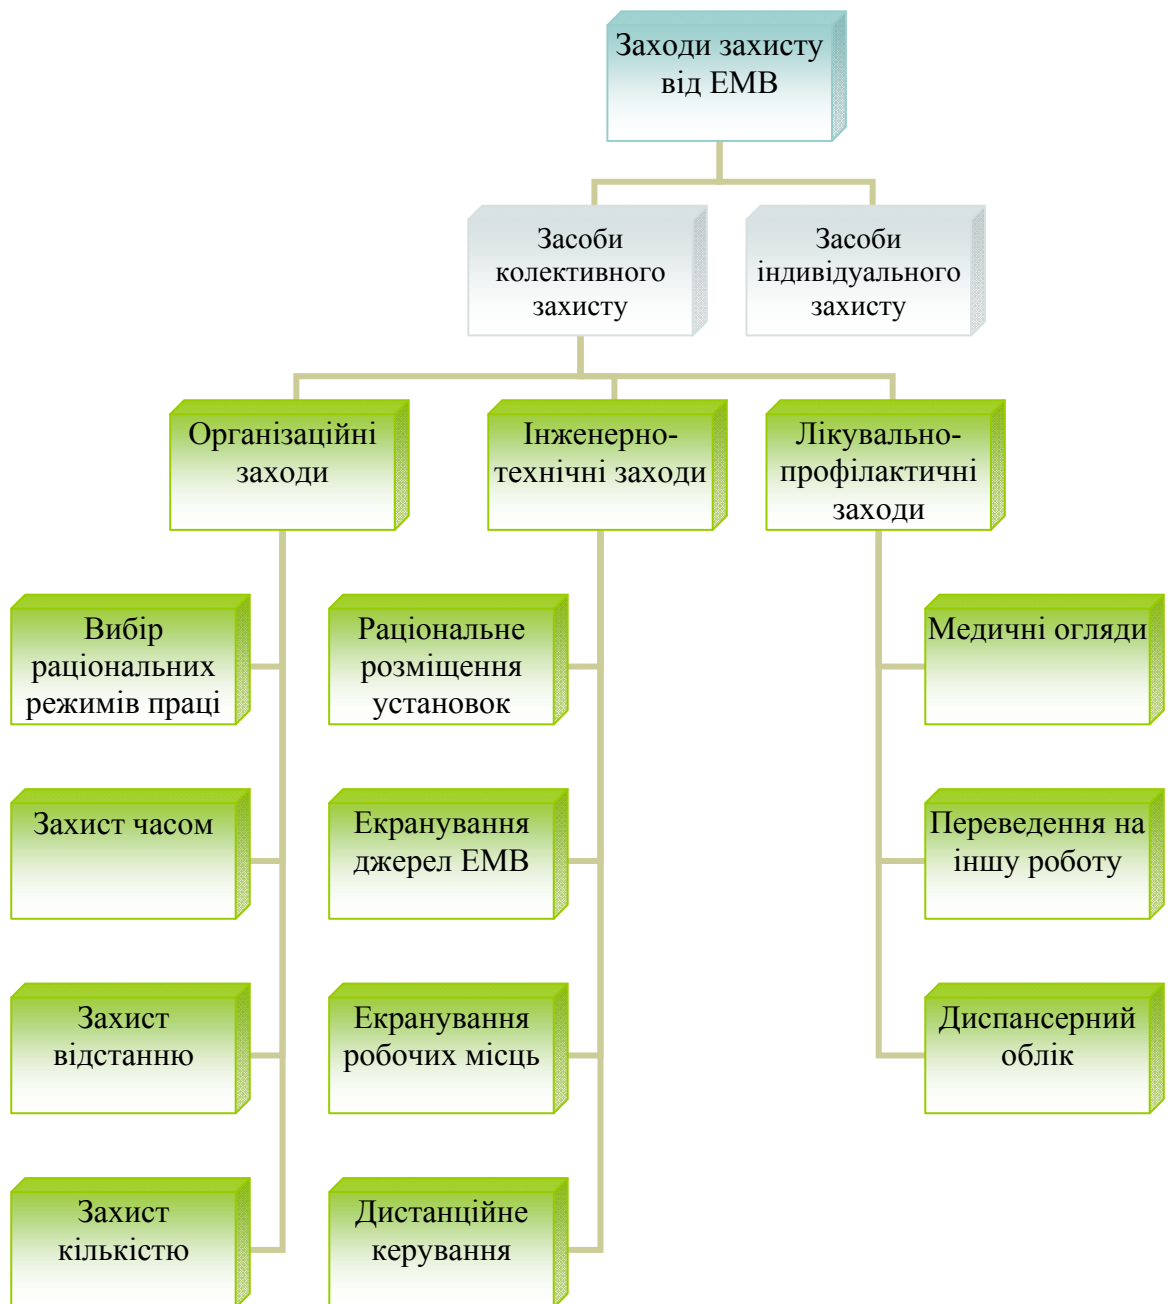 Заходи захисту
від ЕМВ
Засоби
колективного
захисту
Засоби
індивідуального
захисту
Організаційні
заходи
Інженерно-
технічні заходи
Лікувально-
профілактичні
заходи
Вибір
раціональних
режимів праці
Раціональне
розміщення
установок
Медичні огляди
Захист часом
Екранування
джерел ЕМВ
Переведення на
іншу роботу
Захист
відстанню
Екранування
робочих місць
Диспансерний
облік
Захист
кількістю
Дистанційне
керування